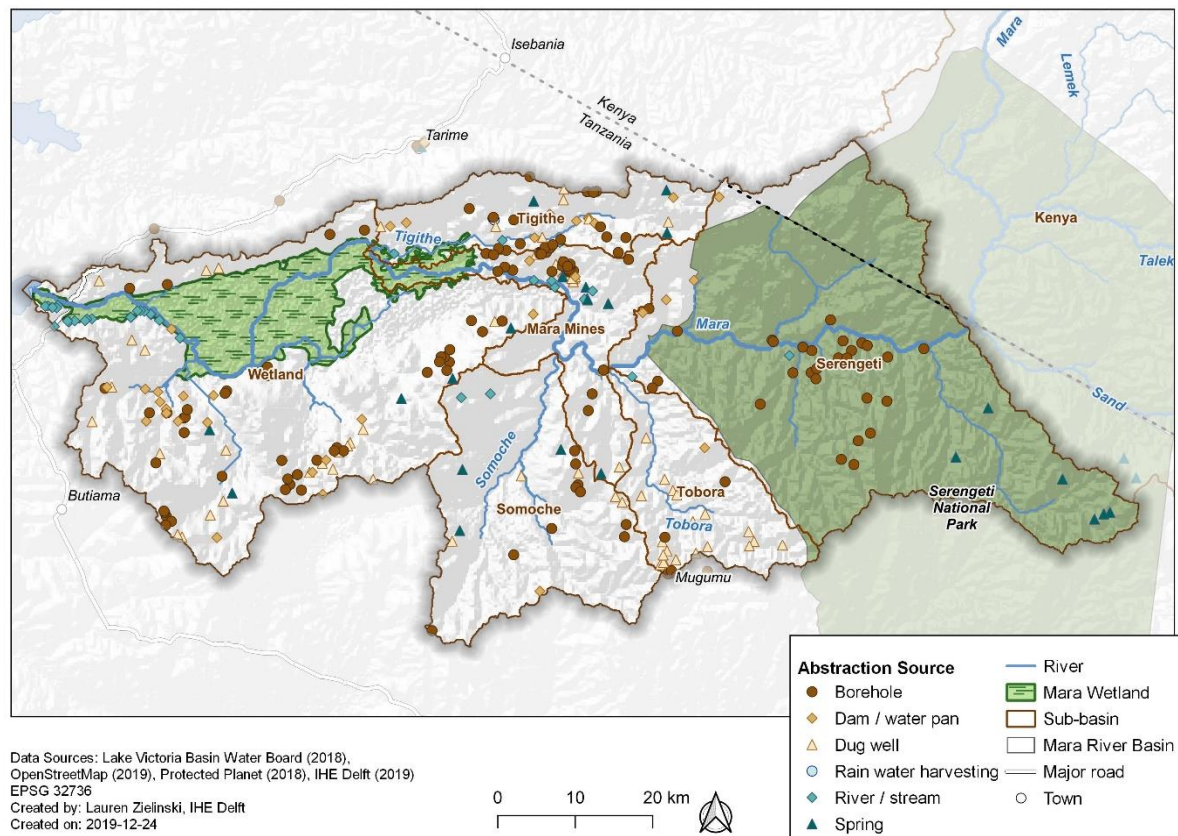 Mara
Lemek
Isebania
Kenya
Tanzania
Tarime
Kenya
Tigithe
Tigithe
Talek
Mara
Mara Mines
Serengeti
Wetland
Sand
Somoche
Tobora
Butiama
Somoche
Tobora
Serengeti
National
Park
Mugumu
Abstraction Source
Borehole
Dam / water pan
Dug well
Rain water harvesting
River / stream
Spring
River
Mara Wetland
Sub-basin
Mara River Basin
Major road
Town
Data Sources: Lake Victoria Basin Water Board (2018),
OpenStreetMap (2019), Protected Planet (2018), IHE Delft (2019)
EPSG 32736
Created by: Lauren Zielinski, IHE Delft
Created on: 2019-12-24
0 10 20 km